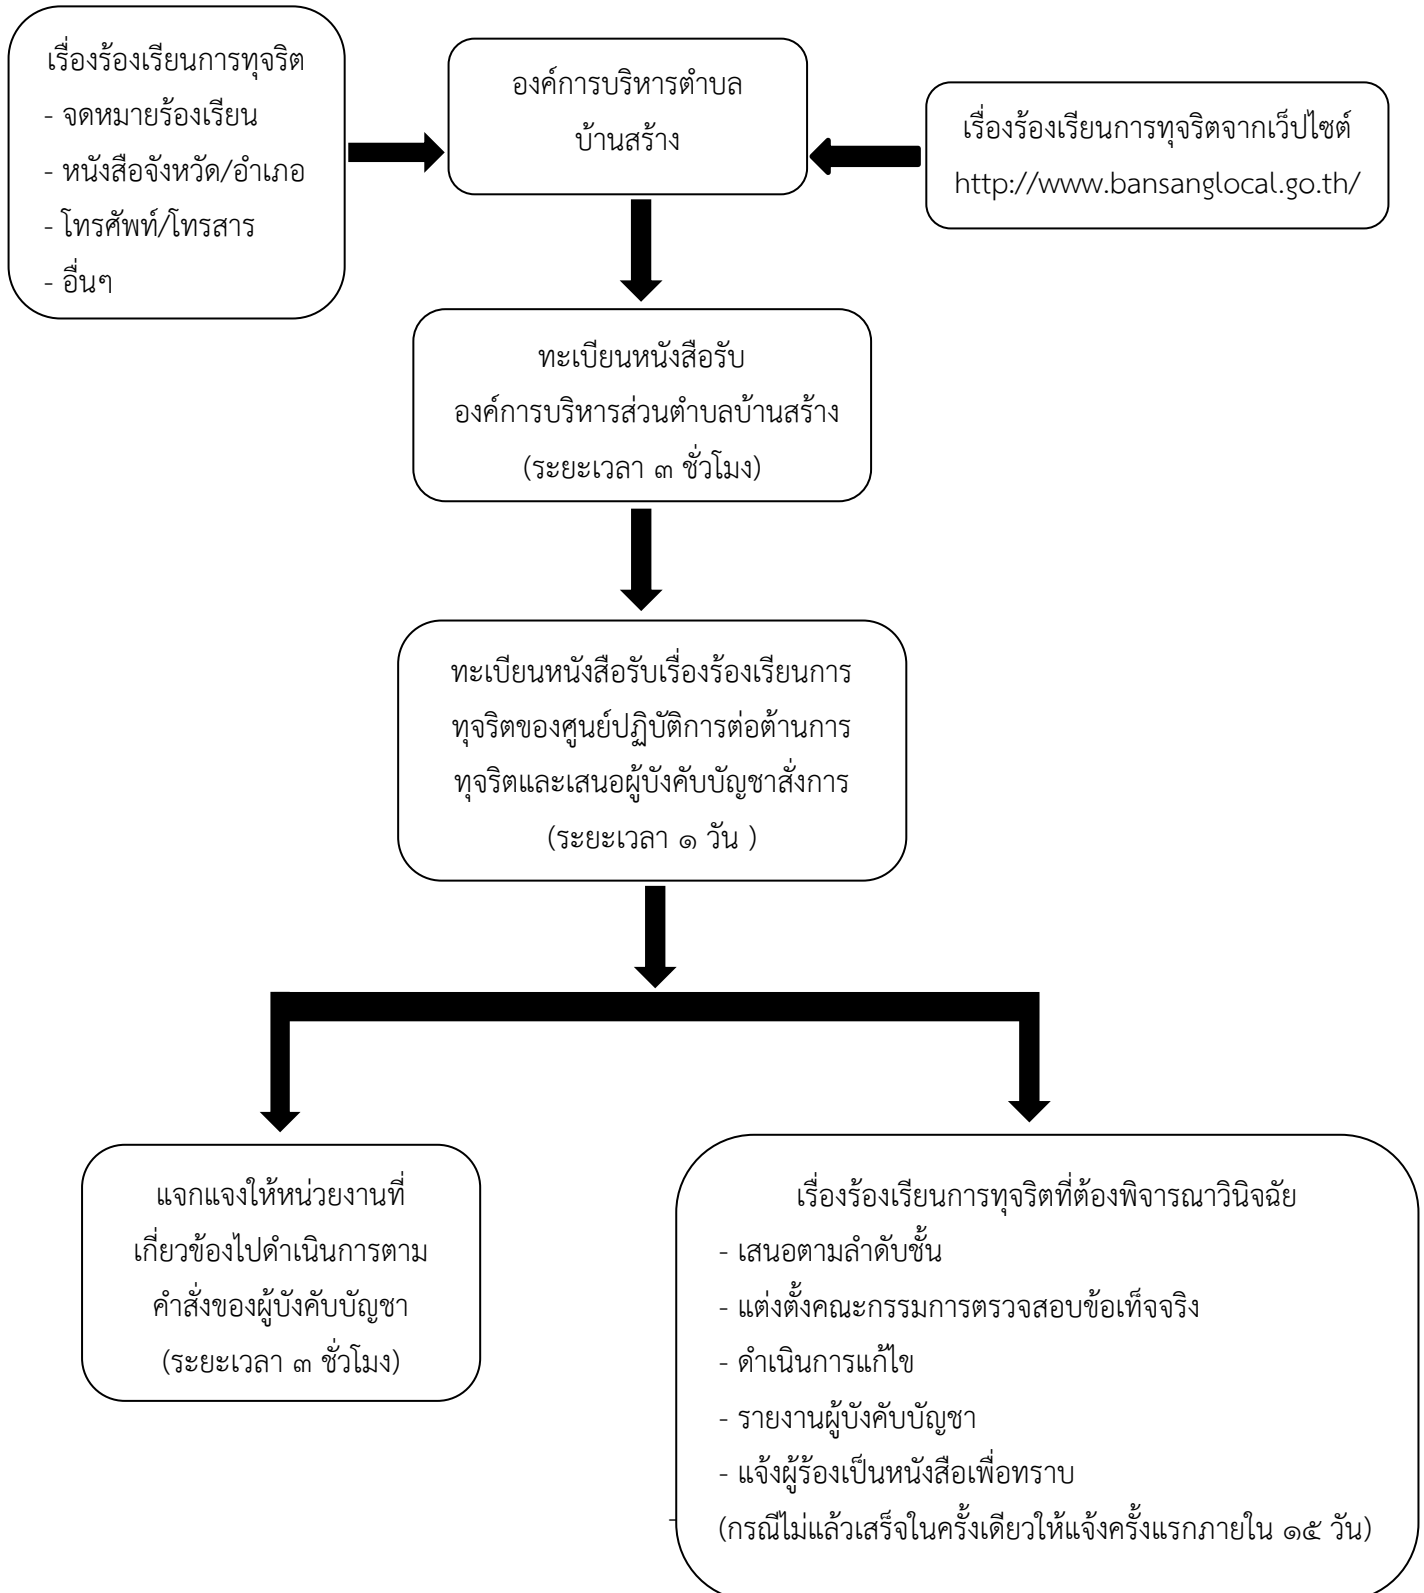 เรื่องร้องเรียนการทุจริต
- จดหมายร้องเรียน
- หนังสือจังหวัด/อำเภอ
- โทรศัพท์/โทรสาร
- อื่นๆ
องค์การบริหารตำบล
บ้านสร้าง
เรื่องร้องเรียนการทุจริตจากเว็ปไซต์
http://www.bansanglocal.go.th/
ทะเบียนหนังสือรับ
องค์การบริหารส่วนตำบลบ้านสร้าง
(ระยะเวลา ๓ ชั่วโมง)
ทะเบียนหนังสือรับเรื่องร้องเรียนการ
ทุจริตของศูนย์ปฏิบัติการต่อต้านการ
ทุจริตและเสนอผู้บังคับบัญชาสั่งการ
(ระยะเวลา ๑ วัน )
แจกแจงให้หน่วยงานที่
เกี่ยวข้องไปดำเนินการตาม
คำสั่งของผู้บังคับบัญชา
(ระยะเวลา ๓ ชั่วโมง)
เรื่องร้องเรียนการทุจริตที่ต้องพิจารณาวินิจฉัย
- เสนอตามลำดับชั้น
- แต่งตั้งคณะกรรมการตรวจสอบข้อเท็จจริง
- ดำเนินการแก้ไข
- รายงานผู้บังคับบัญชา
- แจ้งผู้ร้องเป็นหนังสือเพื่อทราบ
(กรณีไม่แล้วเสร็จในครั้งเดียวให้แจ้งครั้งแรกภายใน ๑๕ วัน)